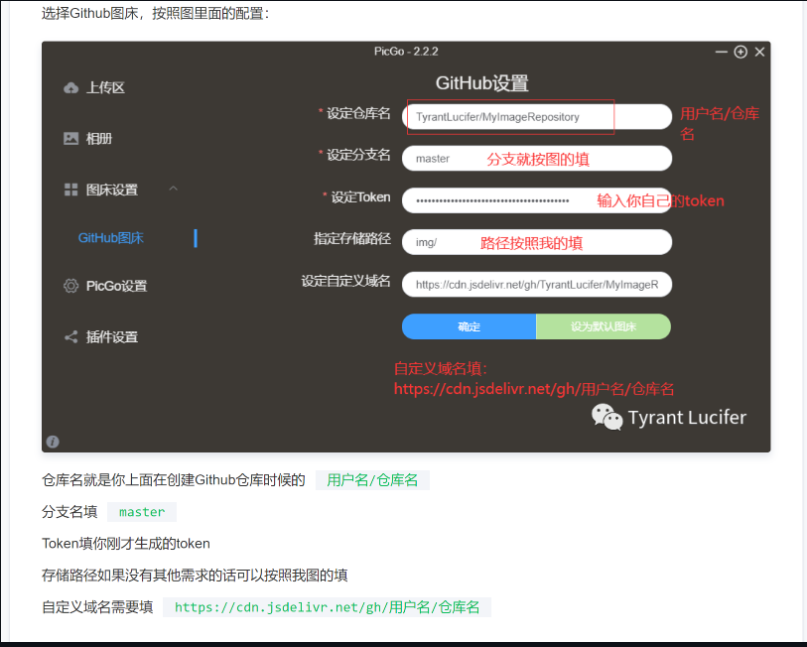 选择Github图床，按照图里面的配置：
PicGo - 2.2.2
GitHub设置
上传区
相册
图床设置
GitHub图床
PicGo设置
插件设置
* 设定仓库名 TyrantLucifer/MyImageRepository 用户名/仓库名
* 设定分支名 master 分支就按图的填
* 设定Token 输入你自己的token
指定存储路径 img/ 路径按照我的填
设定自定义域名 https://cdn.jsdelivr.net/gh/TyrantLucifer/MyImageR
确定 设为默认图床
自定义域名填：
https://cdn.jsdelivr.net/gh/用户名/仓库名
Tyrant Lucifer
仓库名就是你上面在创建Github仓库时候的 用户名/仓库名
分支名填 master
Token填你刚才生成的token
存储路径如果没有其他需求的话可以按照我图的填
自定义域名需要填 https://cdn.jsdelivr.net/gh/用户名/仓库名